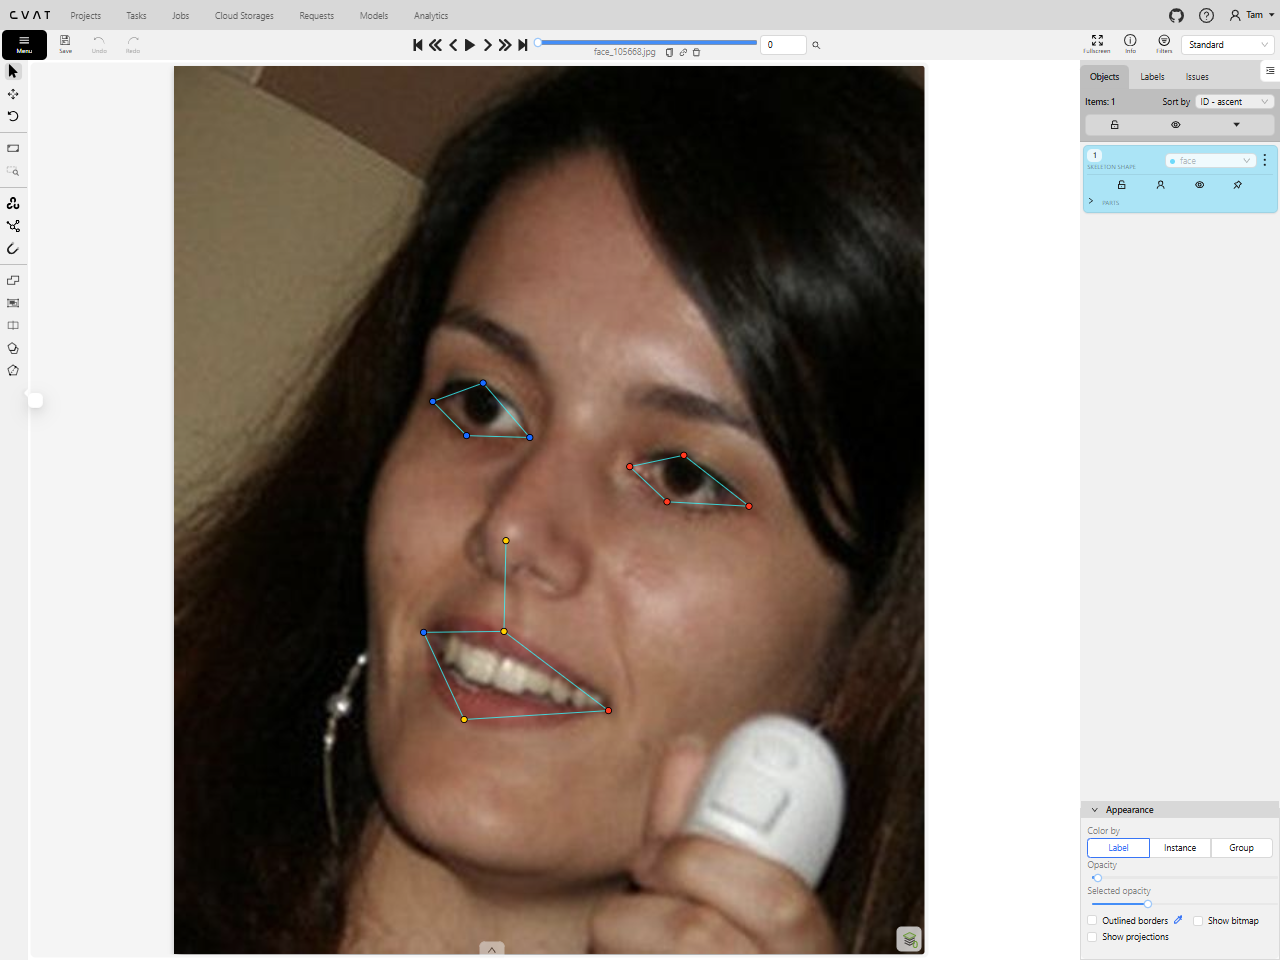 CVAT Projects Tasks Jobs Cloud Storages Requests Models Analytics Tam
Menu Save Undo Redo face_105668.jpg 0 Fullscreen Info Filters Standard
Objects Labels Issues
Items: 1 Sort by ID - ascent
1
SKELETON SHAPE face
PARTS
Appearance
Color by
Label Instance Group
Opacity
Selected opacity
Outlined borders Show bitmap
Show projections